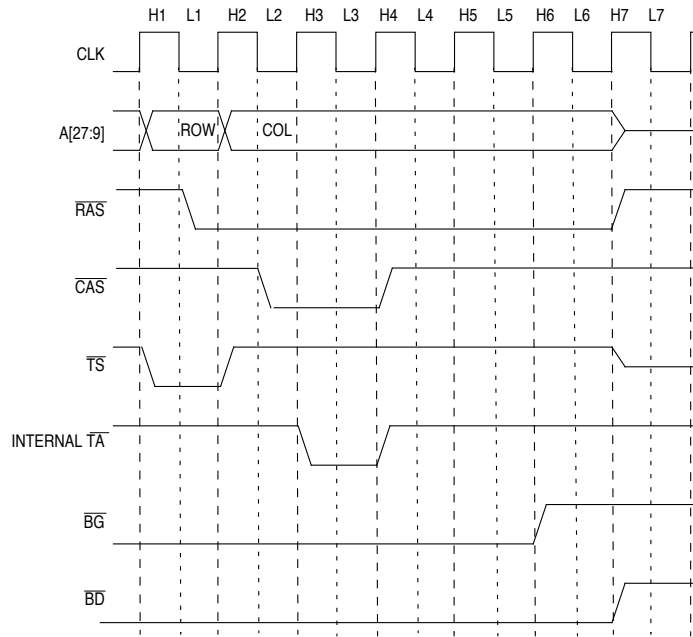 H1 L1 H2 L2 H3 L3 H4 L4 H5 L5 H6 L6 H7 L7
CLK
A[27:9] ROW COL
RAS
CAS
TS
INTERNAL TA
BG
BD